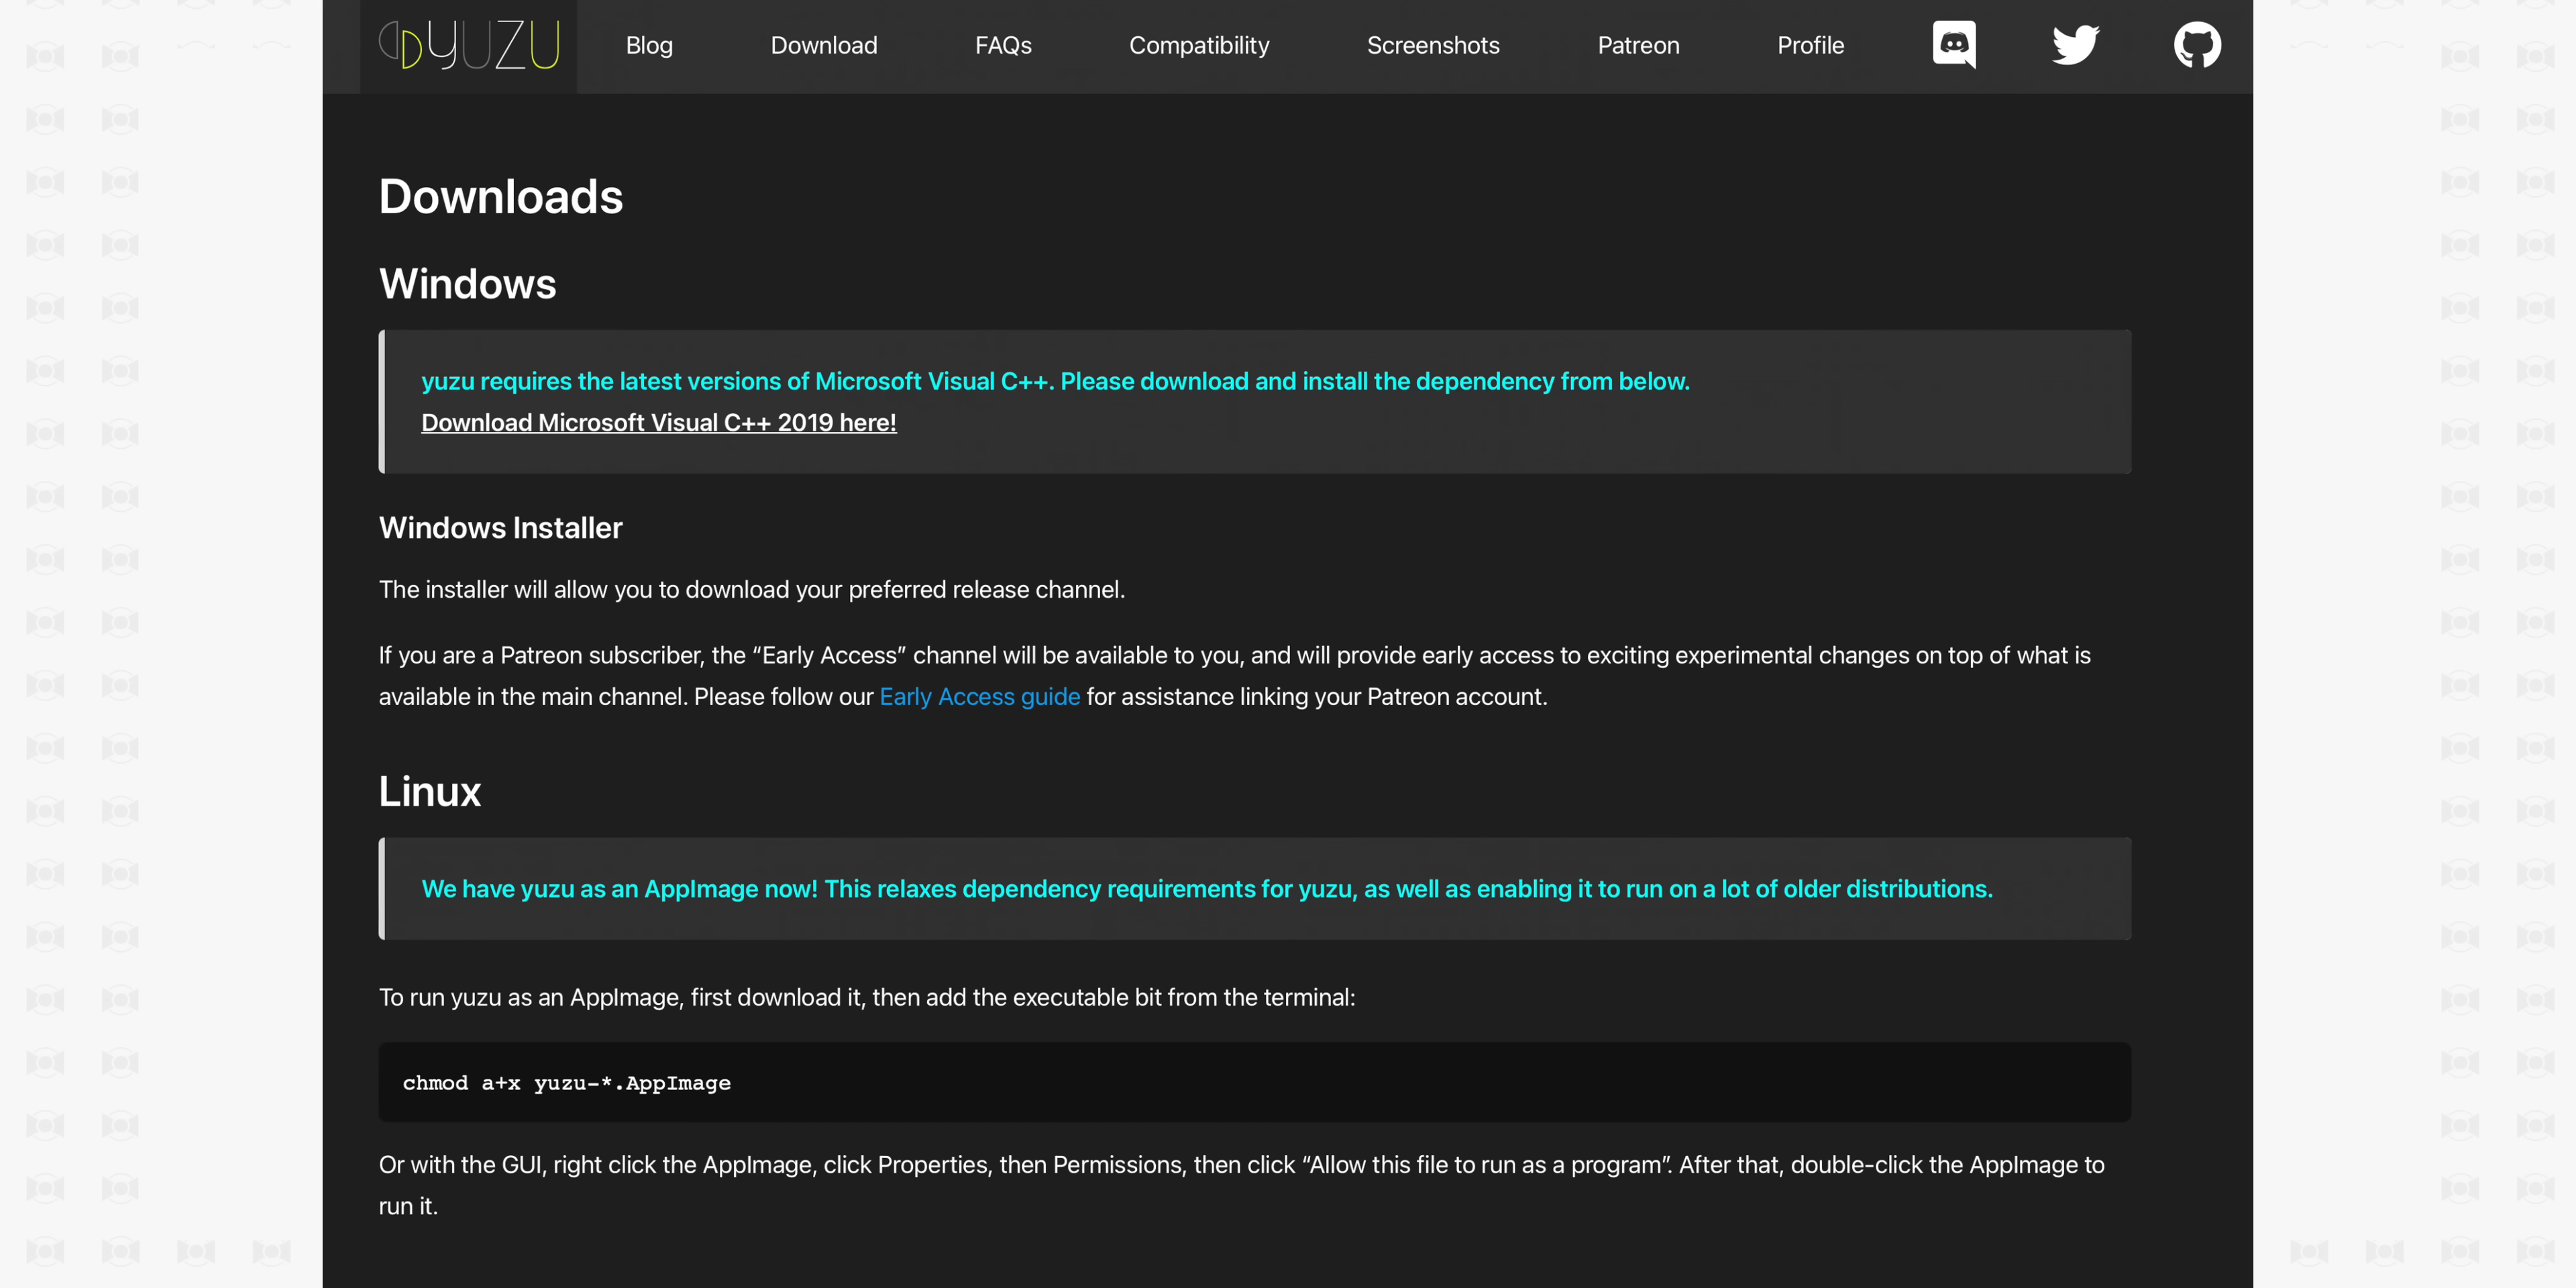 YUZU
Blog
Download
FAQs
Compatibility
Screenshots
Patreon
Profile
Downloads
Windows
yuzu requires the latest versions of Microsoft Visual C++. Please download and install the dependency from below.
Download Microsoft Visual C++ 2019 here!
Windows Installer
The installer will allow you to download your preferred release channel.
If you are a Patreon subscriber, the “Early Access” channel will be available to you, and will provide early access to exciting experimental changes on top of what is
available in the main channel. Please follow our Early Access guide for assistance linking your Patreon account.
Linux
We have yuzu as an AppImage now! This relaxes dependency requirements for yuzu, as well as enabling it to run on a lot of older distributions.
To run yuzu as an AppImage, first download it, then add the executable bit from the terminal:
chmod a+x yuzu-*.AppImage
Or with the GUI, right click the AppImage, click Properties, then Permissions, then click “Allow this file to run as a program”. After that, double-click the AppImage to
run it.